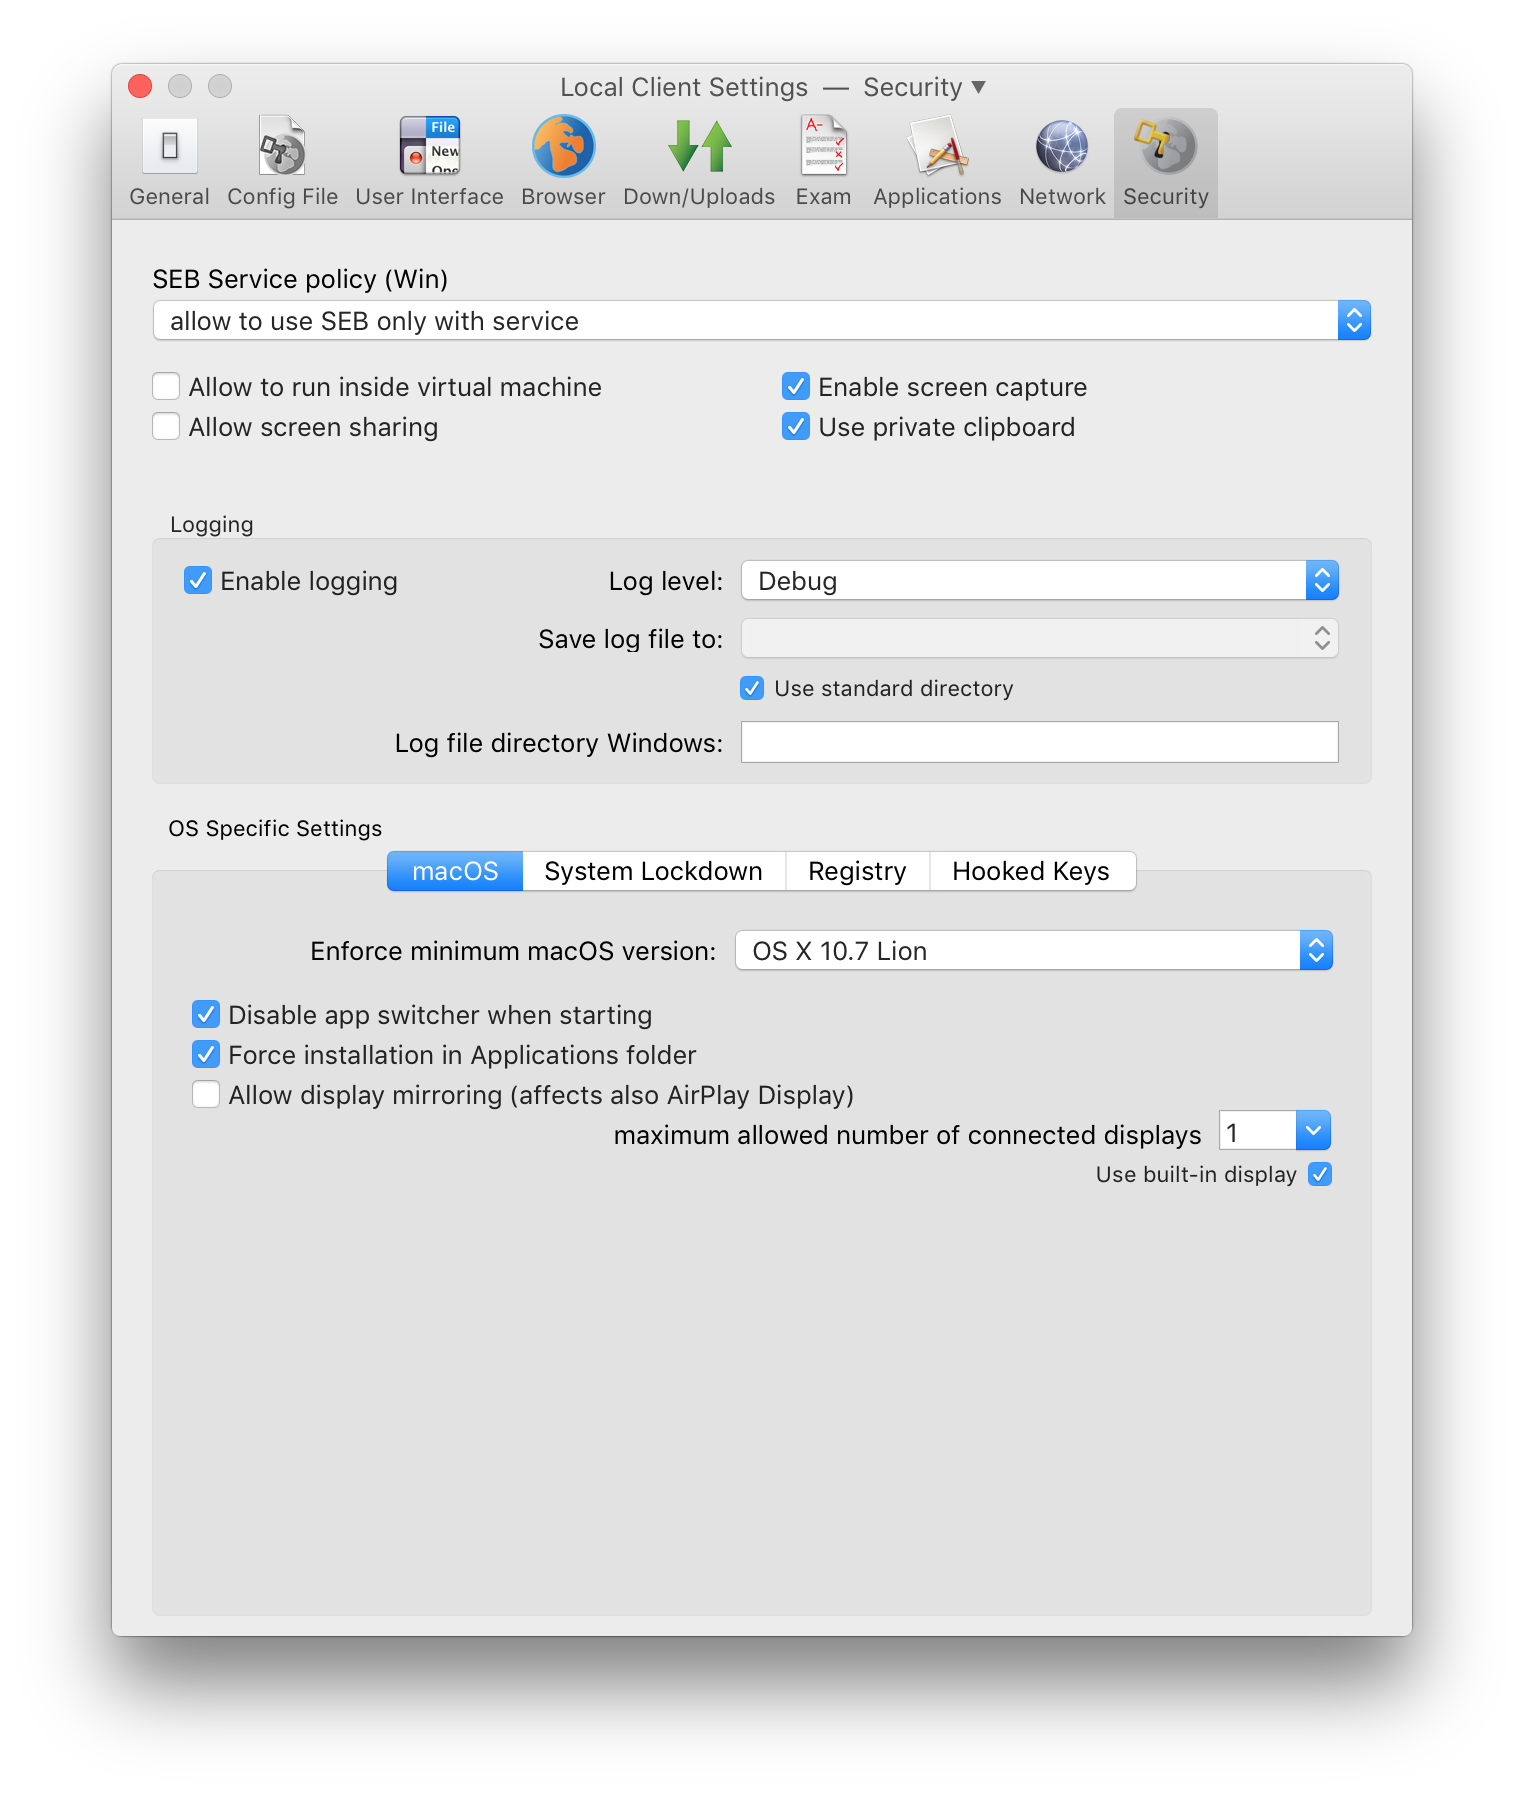 Local Client Settings — Security ▼
File
New
General Config File User Interface Browser Down/Uploads Exam Applications Network Security
SEB Service policy (Win)
allow to use SEB only with service
Allow to run inside virtual machine Enable screen capture
Allow screen sharing Use private clipboard
Logging
Enable logging Log level: Debug
Save log file to:
Use standard directory
Log file directory Windows:
OS Specific Settings
macOS System Lockdown Registry Hooked Keys
Enforce minimum macOS version: OS X 10.7 Lion
Disable app switcher when starting
Force installation in Applications folder
Allow display mirroring (affects also AirPlay Display)
maximum allowed number of connected displays 1
Use built-in display